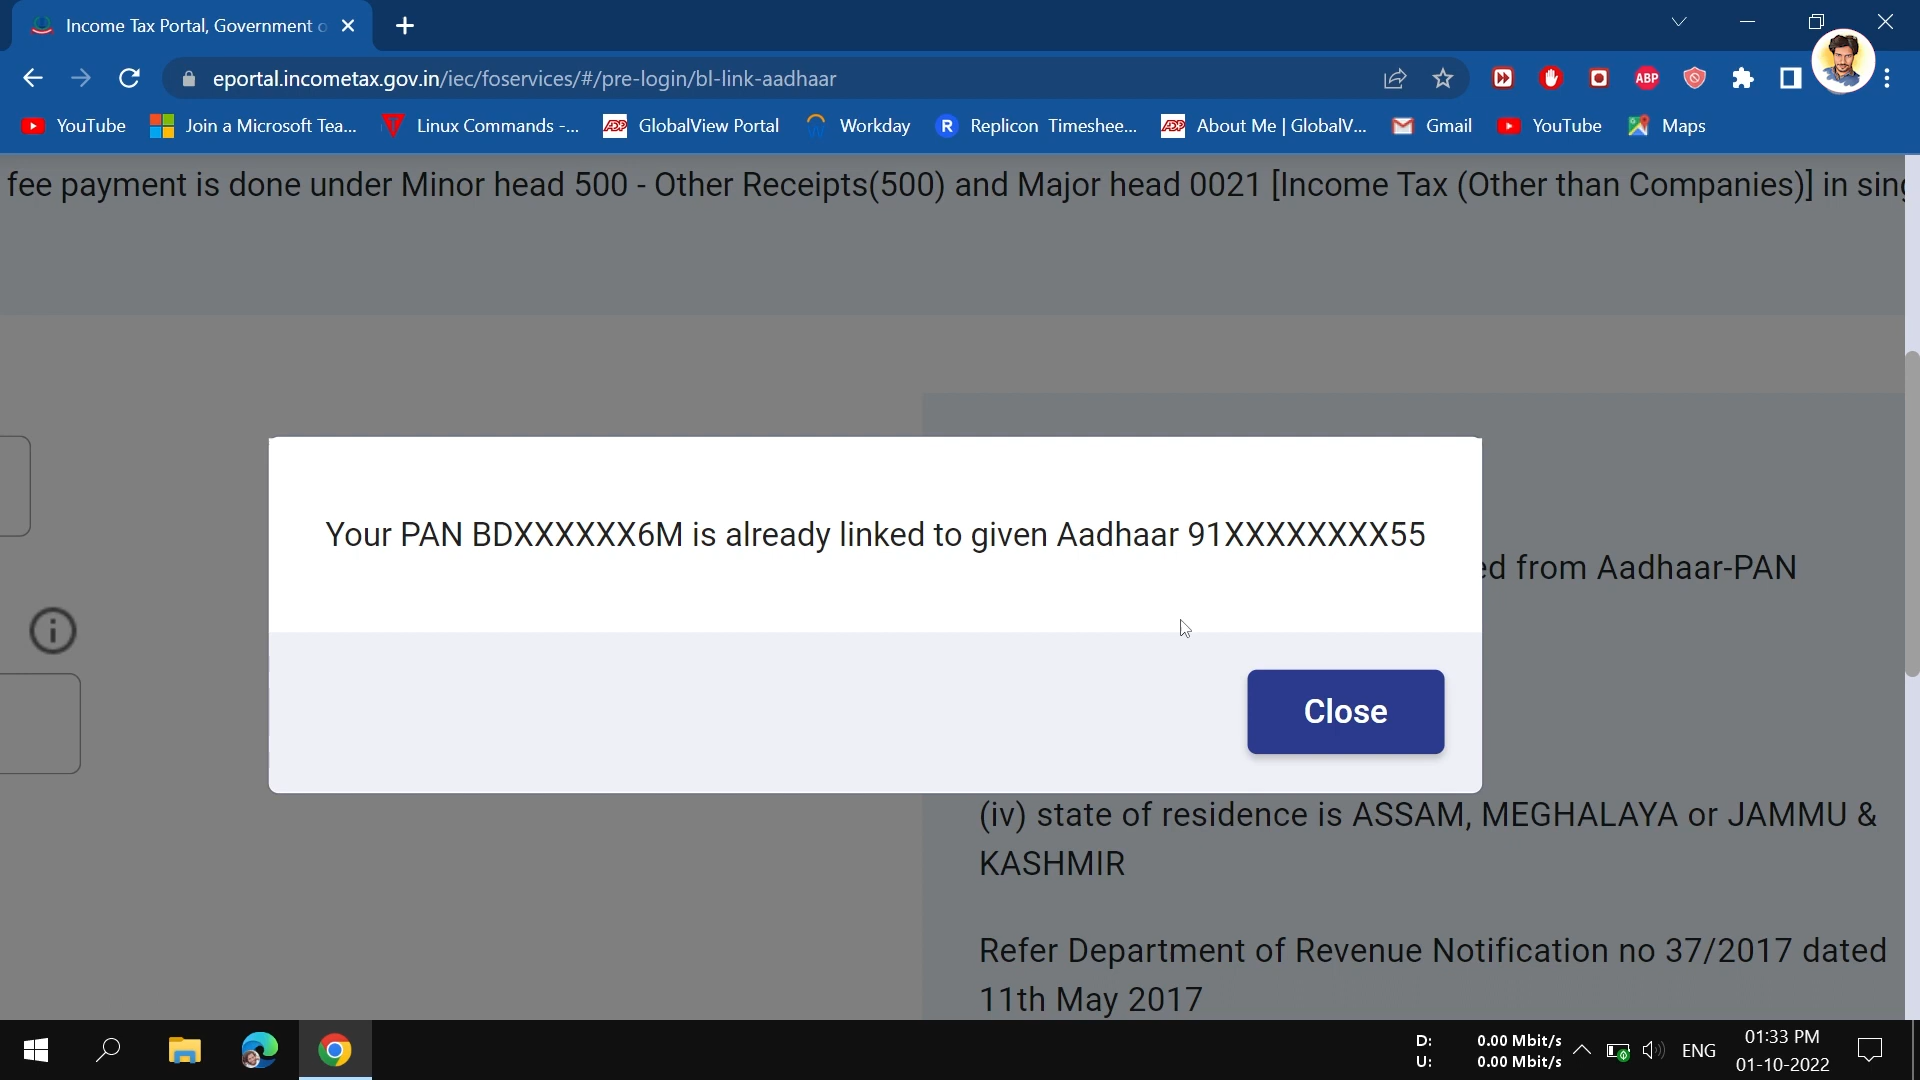 Income Tax Portal, Government o
eportal.incometax.gov.in/iec/foservices/#/pre-login/bl-link-aadhaar
ABP
YouTube
Join a Microsoft Tea...
Linux Commands -...
GlobalView Portal
Workday
R
Replicon Timeshee...
About Me | GlobalV...
Gmail
YouTube
Maps
fee payment is done under Minor head 500 - Other Receipts(500) and Major head 0021 [Income Tax (Other than Companies)] in sing
Your PAN BDXXXXXX6M is already linked to given Aadhaar 91XXXXXXXX55
ed from Aadhaar-PAN
Close
(iv) state of residence is ASSAM, MEGHALAYA or JAMMU &
KASHMIR
Refer Department of Revenue Notification no 37/2017 dated
11th May 2017
D: 0.00 Mbit/s
U: 0.00 Mbit/s
ENG
01:33 PM
01-10-2022